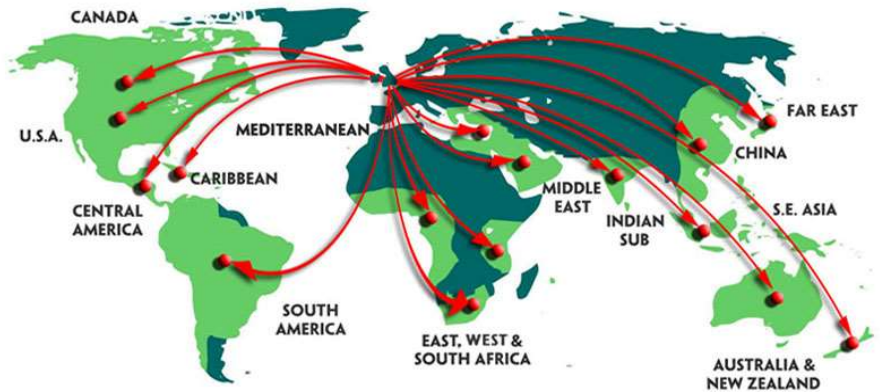 CANADA
U.S.A.
MEDITERRANEAN
FAR EAST
CHINA
CARIBBEAN
CENTRAL
AMERICA
MIDDLE
EAST
INDIAN
SUB
S.E. ASIA
SOUTH
AMERICA
EAST, WEST &
SOUTH AFRICA
AUSTRALIA &
NEW ZEALAND